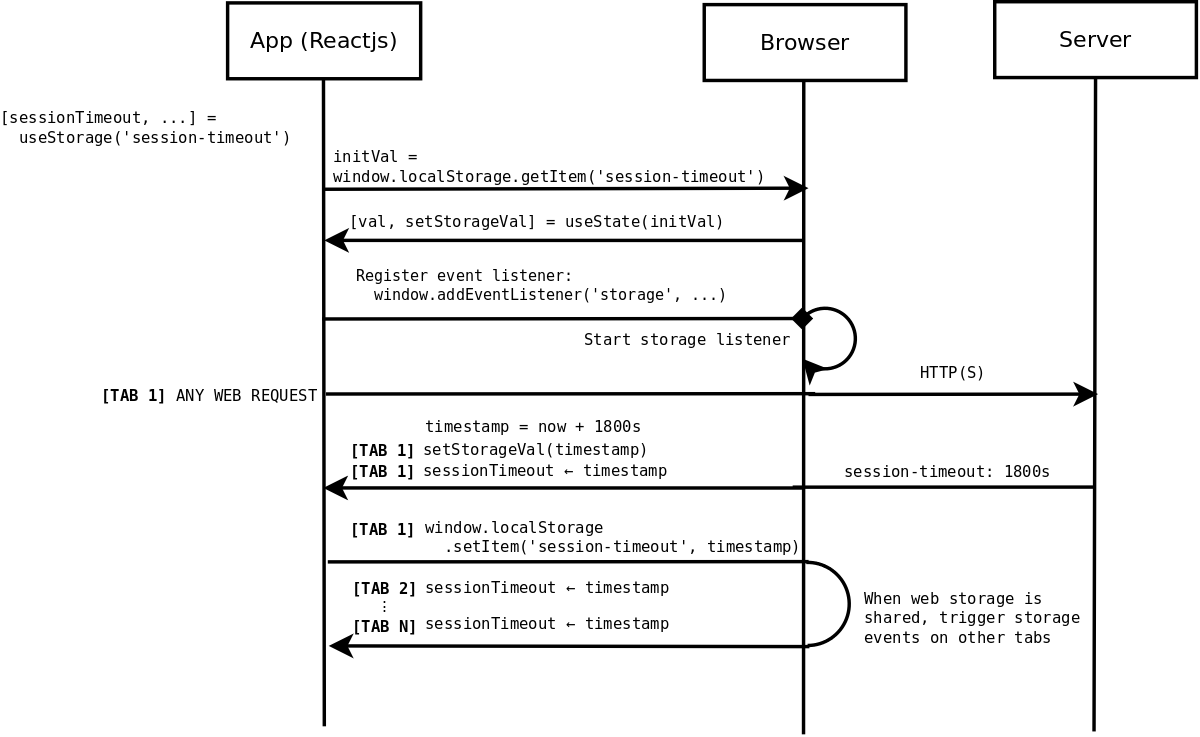 App (Reactjs)
Browser
Server
[sessionTimeout, ...] =
useStorage('session-timeout')
initVal =
window.localStorage.getItem('session-timeout')
[val, setStorageVal] = useState(initVal)
Register event listener:
window.addEventListener('storage', ...)
Start storage listener
HTTP(S)
[TAB 1] ANY WEB REQUEST
timestamp = now + 1800s
[TAB 1] setStorageVal(timestamp)
[TAB 1] sessionTimeout ← timestamp
session-timeout: 1800s
[TAB 1] window.localStorage
.setItem('session-timeout', timestamp)
[TAB 2] sessionTimeout ← timestamp
⋮
[TAB N] sessionTimeout ← timestamp
When web storage is
shared, trigger storage
events on other tabs